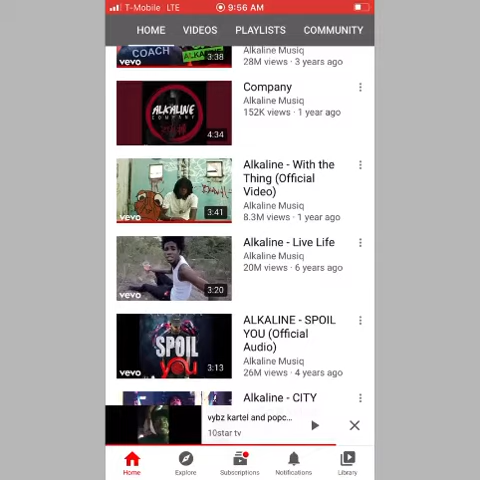 T-Mobile LTE 9:56 AM
HOME VIDEOS PLAYLISTS COMMUNITY
COACH
vevo
3:38
Alkaline Musiq
28M views · 3 years ago
ALKALINE
COMPANY
4:34
Company
Alkaline Musiq
152K views · 1 year ago
vevo
3:41
Alkaline - With the
Thing (Official
Video)
Alkaline Musiq
8.3M views · 1 year ago
vevo
3:20
Alkaline - Live Life
Alkaline Musiq
20M views · 6 years ago
SPOIL
YOU
vevo
3:13
ALKALINE - SPOIL
YOU (Official
Audio)
Alkaline Musiq
26M views · 4 years ago
Alkaline - CITY
vybz kartel and popc...
10star tv
Home Explore Subscriptions Notifications Library